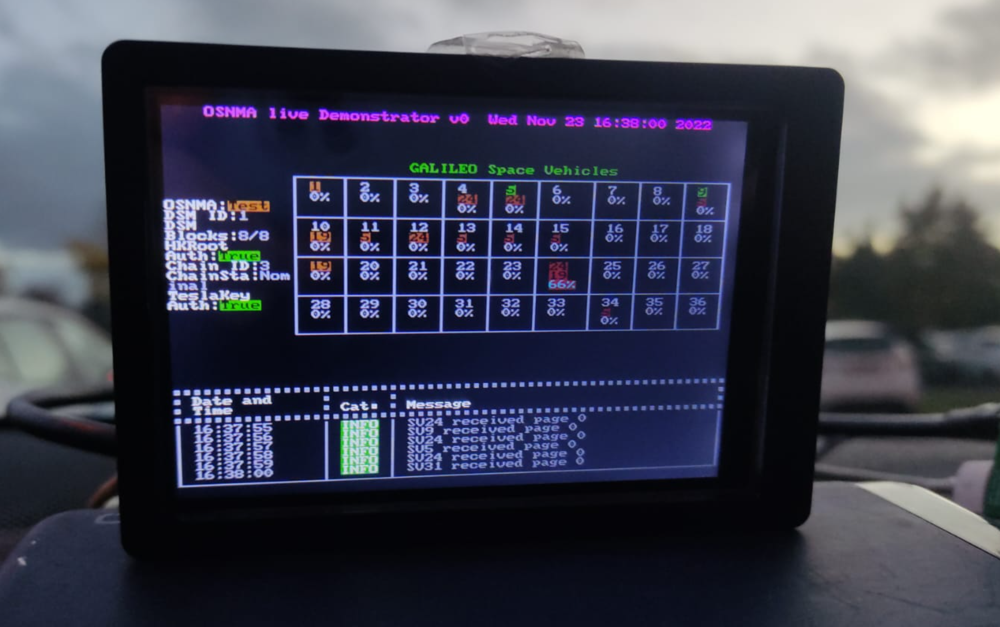 OSNMA live Demonstrator v0 Wed Nov 23 16:38:00 2022
GALILEO Space Vehicles
OSNMA:Test
DSM ID:1
DSM
Blocks:8/8
HKRoot
Auth:True
Chain ID:3
ChainSta:Nom
inal
TeslaKey
Auth:True
1 2 3 4 5 6 7 8 9
0% 0% 0% 24 24 0% 0% 0%
0% 0% 0%
10 11 12 13 14 15 16 17 18
19 5 24 5 5 5 0% 0% 0%
0% 0% 0% 0% 0% 0%
19 20 21 22 23 24 25 26 27
0% 0% 0% 0% 0% 19 0% 0% 0%
66%
28 29 30 31 32 33 34 35 36
0% 0% 0% 0% 0% 0% 0% 0%
0%
Date and
Time Cat. Message
16:37:55 INFO SV24 received page 0
16:37:56 INFO SV9 received page 0
16:37:57 INFO SV24 received page 0
16:37:58 INFO SV5 received page 0
16:37:59 INFO SV24 received page 0
16:38:00 INFO SV31 received page 0